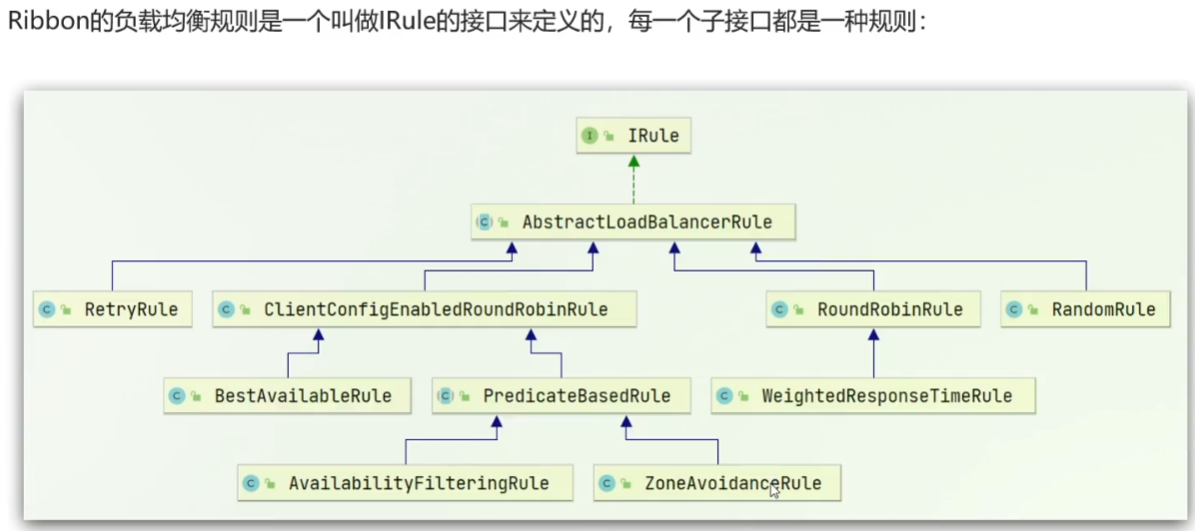 Ribbon的负载均衡规则是一个叫做IRule的接口来定义的，每一个子接口都是一种规则：
I IRule
C AbstractLoadBalancerRule
C RetryRule
C ClientConfigEnabledRoundRobinRule
C RoundRobinRule
C RandomRule
C BestAvailableRule
C PredicateBasedRule
C WeightedResponseTimeRule
C AvailabilityFilteringRule
C ZoneAvoidanceRule